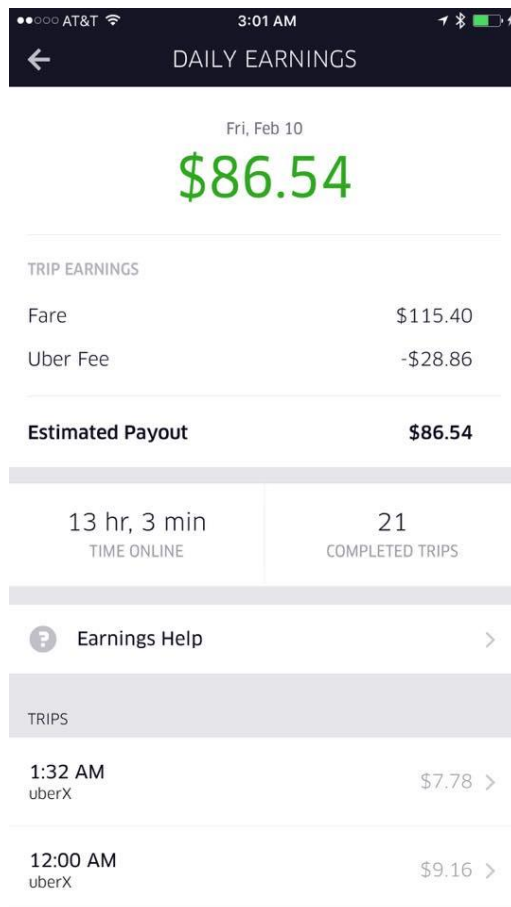 AT&T 3:01 AM
DAILY EARNINGS
Fri, Feb 10
$86.54
TRIP EARNINGS
Fare $115.40
Uber Fee -$28.86
Estimated Payout $86.54
13 hr, 3 min 21
TIME ONLINE COMPLETED TRIPS
? Earnings Help
TRIPS
1:32 AM
uberX $7.78
12:00 AM
uberX $9.16